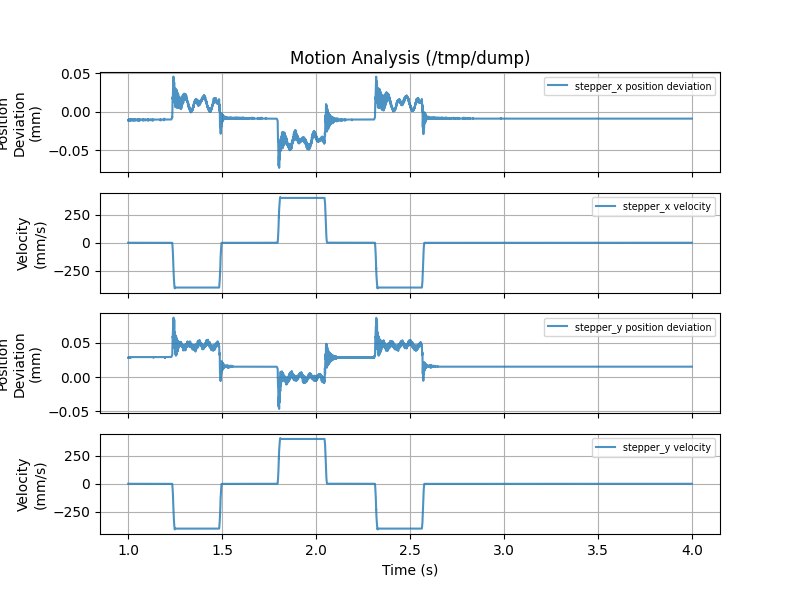 Motion Analysis (/tmp/dump)
Position
Deviation
(mm)
0.05
0.00
−0.05
stepper_x position deviation
Velocity
(mm/s)
250
0
−250
stepper_x velocity
Position
Deviation
(mm)
0.05
0.00
−0.05
stepper_y position deviation
Velocity
(mm/s)
250
0
−250
stepper_y velocity
1.0 1.5 2.0 2.5 3.0 3.5 4.0
Time (s)